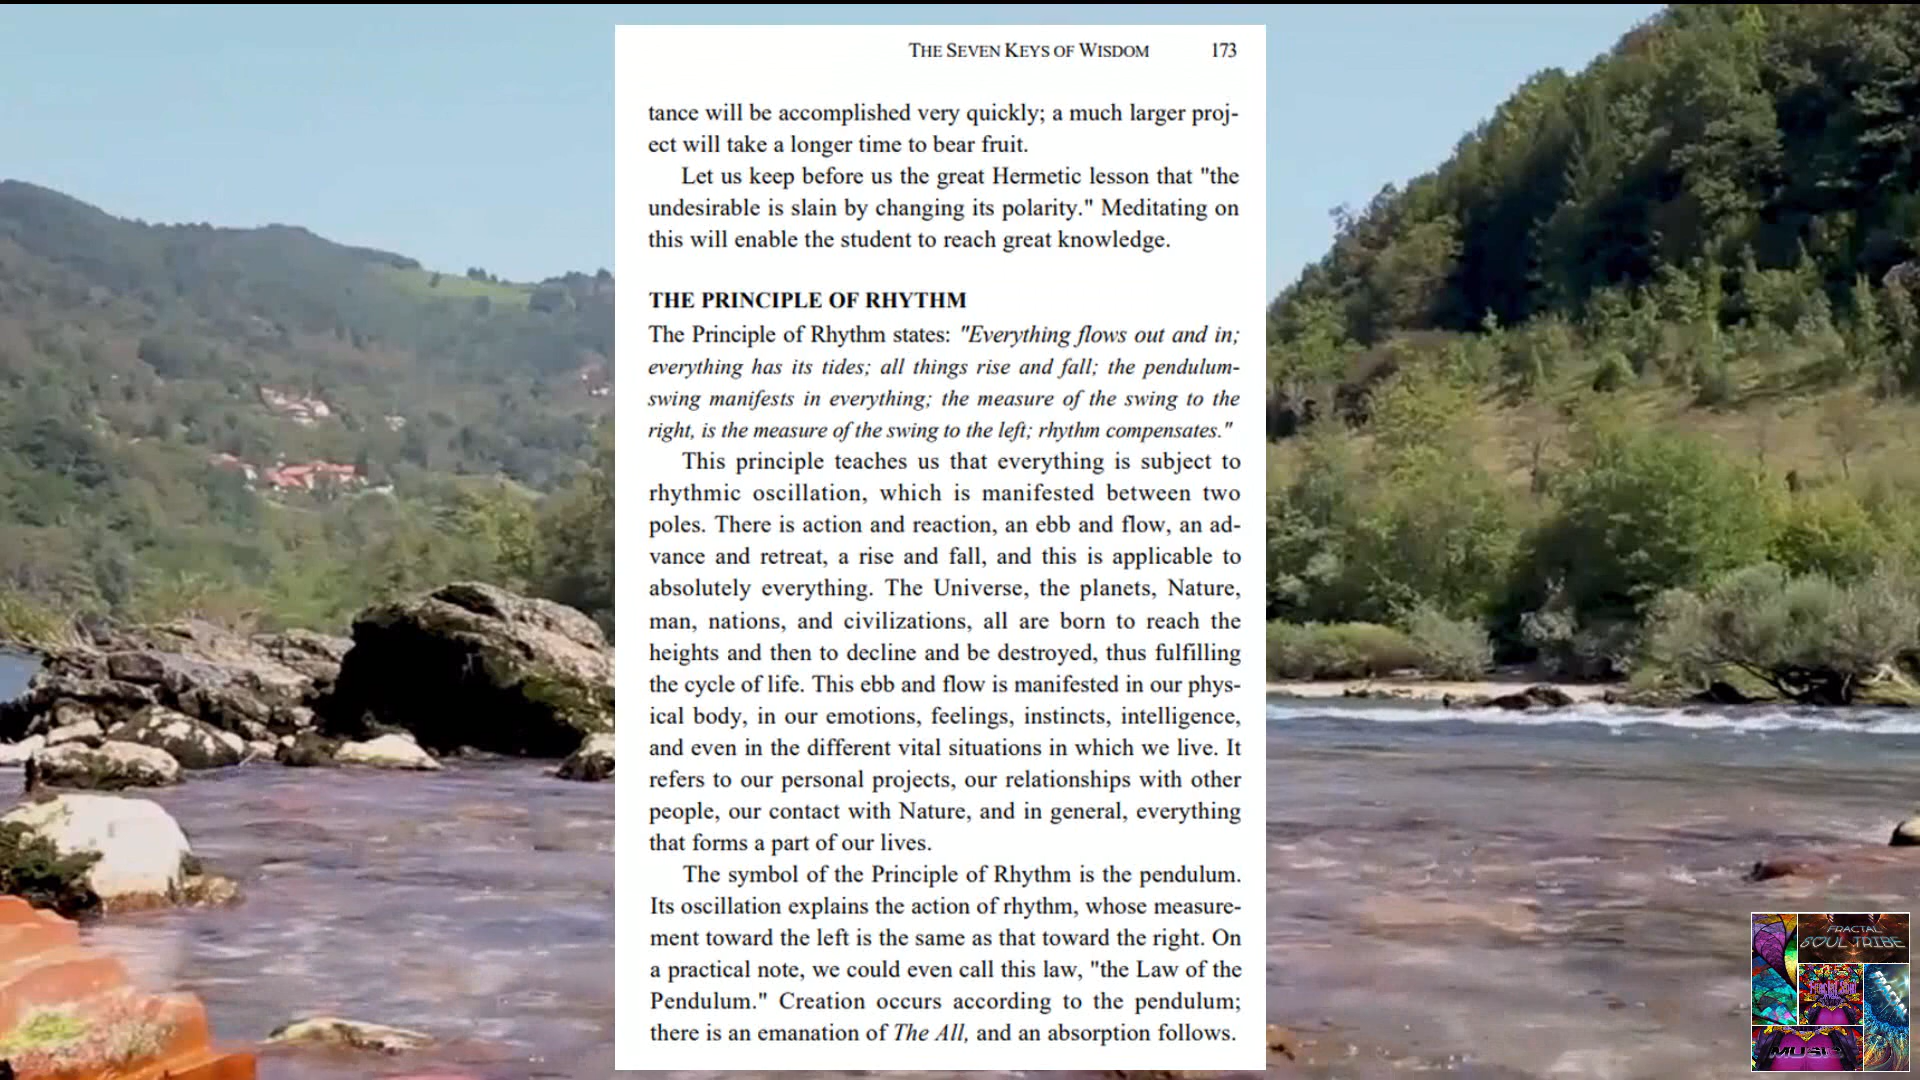 THE SEVEN KEYS OF WISDOM 173
tance will be accomplished very quickly; a much larger proj-
ect will take a longer time to bear fruit.
Let us keep before us the great Hermetic lesson that "the
undesirable is slain by changing its polarity." Meditating on
this will enable the student to reach great knowledge.
THE PRINCIPLE OF RHYTHM
The Principle of Rhythm states: "Everything flows out and in;
everything has its tides; all things rise and fall; the pendulum-
swing manifests in everything; the measure of the swing to the
right, is the measure of the swing to the left; rhythm compensates."
This principle teaches us that everything is subject to
rhythmic oscillation, which is manifested between two
poles. There is action and reaction, an ebb and flow, an ad-
vance and retreat, a rise and fall, and this is applicable to
absolutely everything. The Universe, the planets, Nature,
man, nations, and civilizations, all are born to reach the
heights and then to decline and be destroyed, thus fulfilling
the cycle of life. This ebb and flow is manifested in our phys-
ical body, in our emotions, feelings, instincts, intelligence,
and even in the different vital situations in which we live. It
refers to our personal projects, our relationships with other
people, our contact with Nature, and in general, everything
that forms a part of our lives.
The symbol of the Principle of Rhythm is the pendulum.
Its oscillation explains the action of rhythm, whose measure-
ment toward the left is the same as that toward the right. On
a practical note, we could even call this law, "the Law of the
Pendulum." Creation occurs according to the pendulum;
there is an emanation of The All, and an absorption follows.
FRACTAL
SOUL TRIBE
Fractal Soul
MUSIC